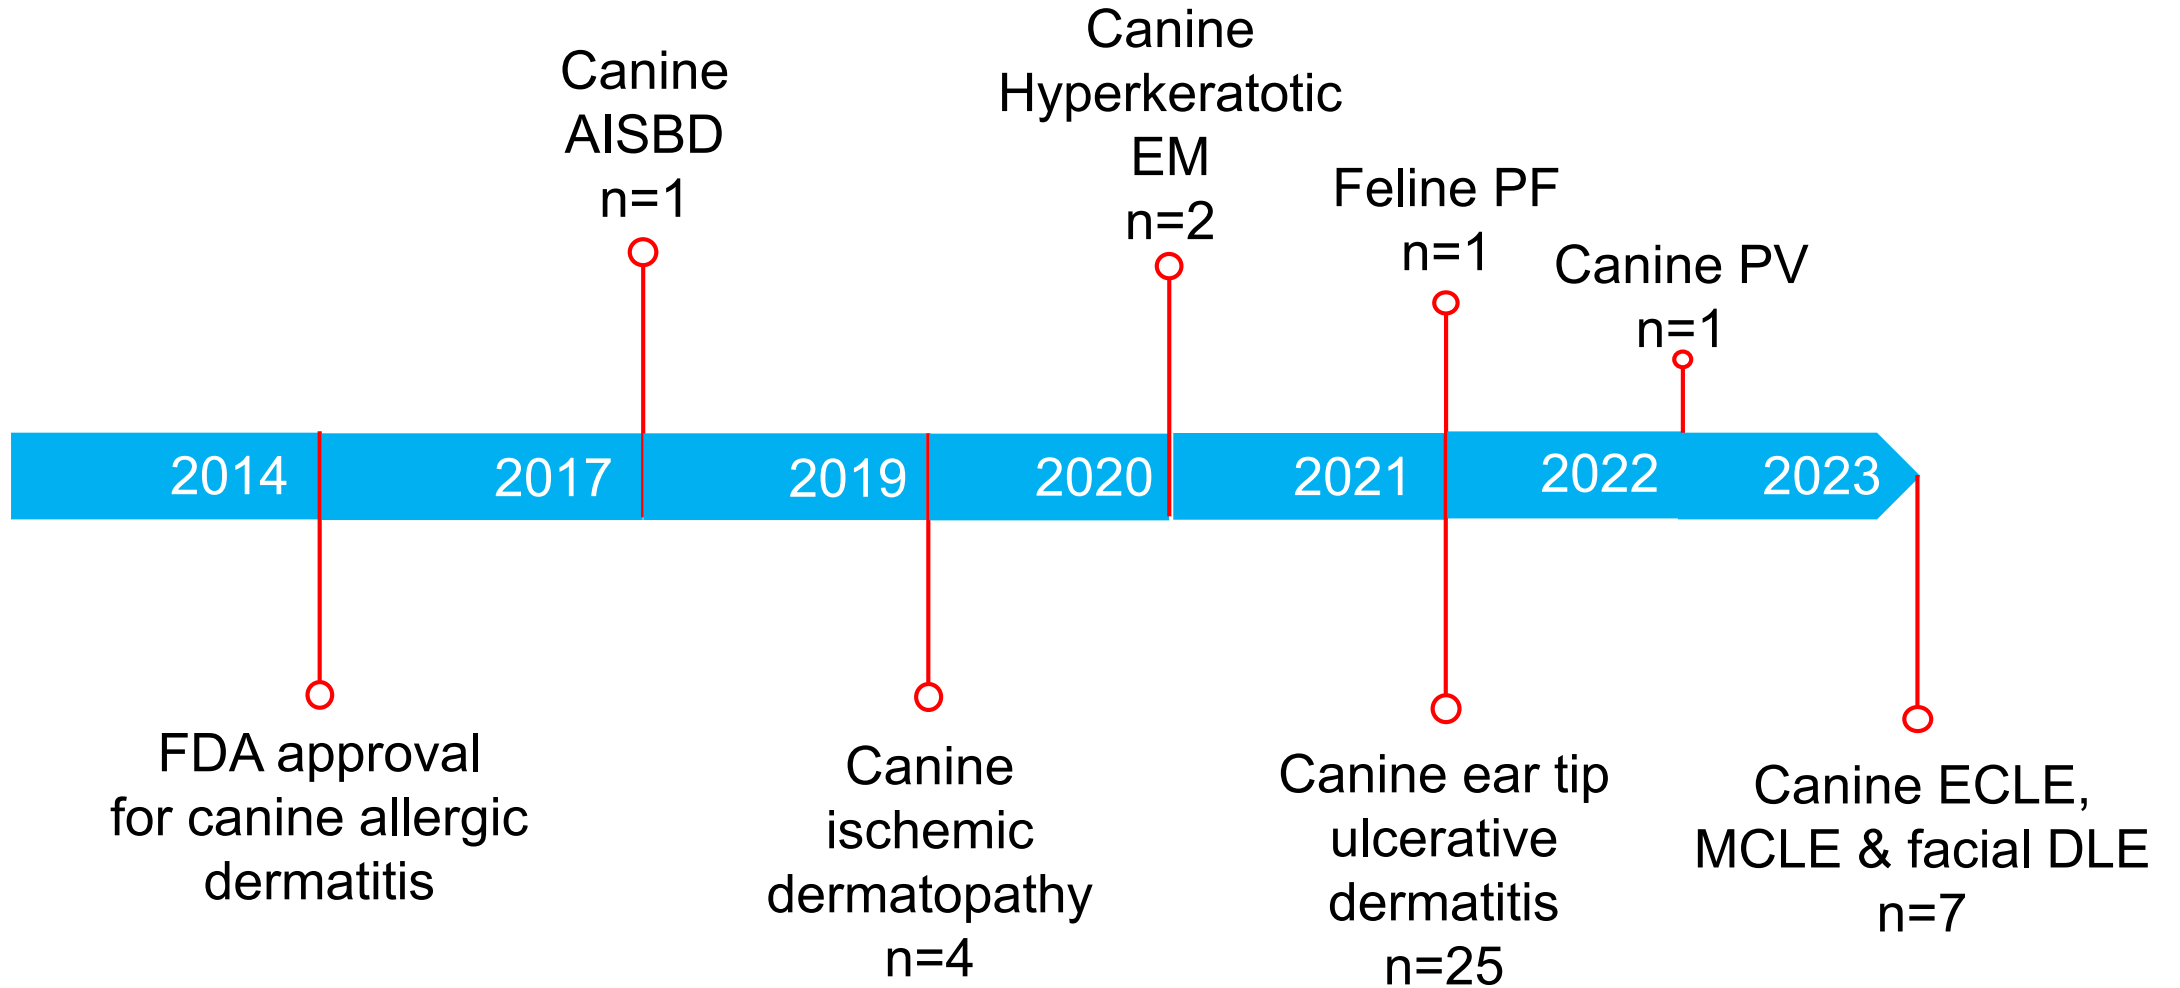 Canine
AISBD
n=1
Canine
Hyperkeratotic
EM
n=2
Feline PF
n=1
Canine PV
n=1
2014
2017
2019
2020
2021
2022
2023
FDA approval
for canine allergic
dermatitis
Canine
ischemic
dermatopathy
n=4
Canine ear tip
ulcerative
dermatitis
n=25
Canine ECLE,
MCLE & facial DLE
n=7